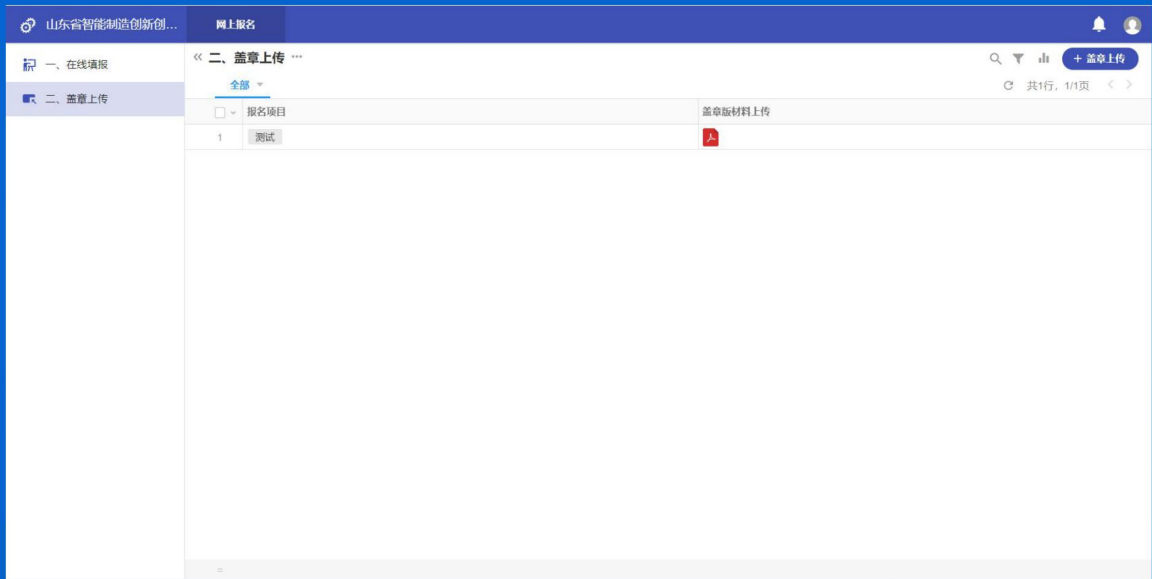 山东省智能制造创新创...
网上报名
一、在线填报
二、盖章上传
二、盖章上传 ...
+ 盖章上传
全部
共1行, 1/1页
报名项目
盖章版材料上传
1
测试